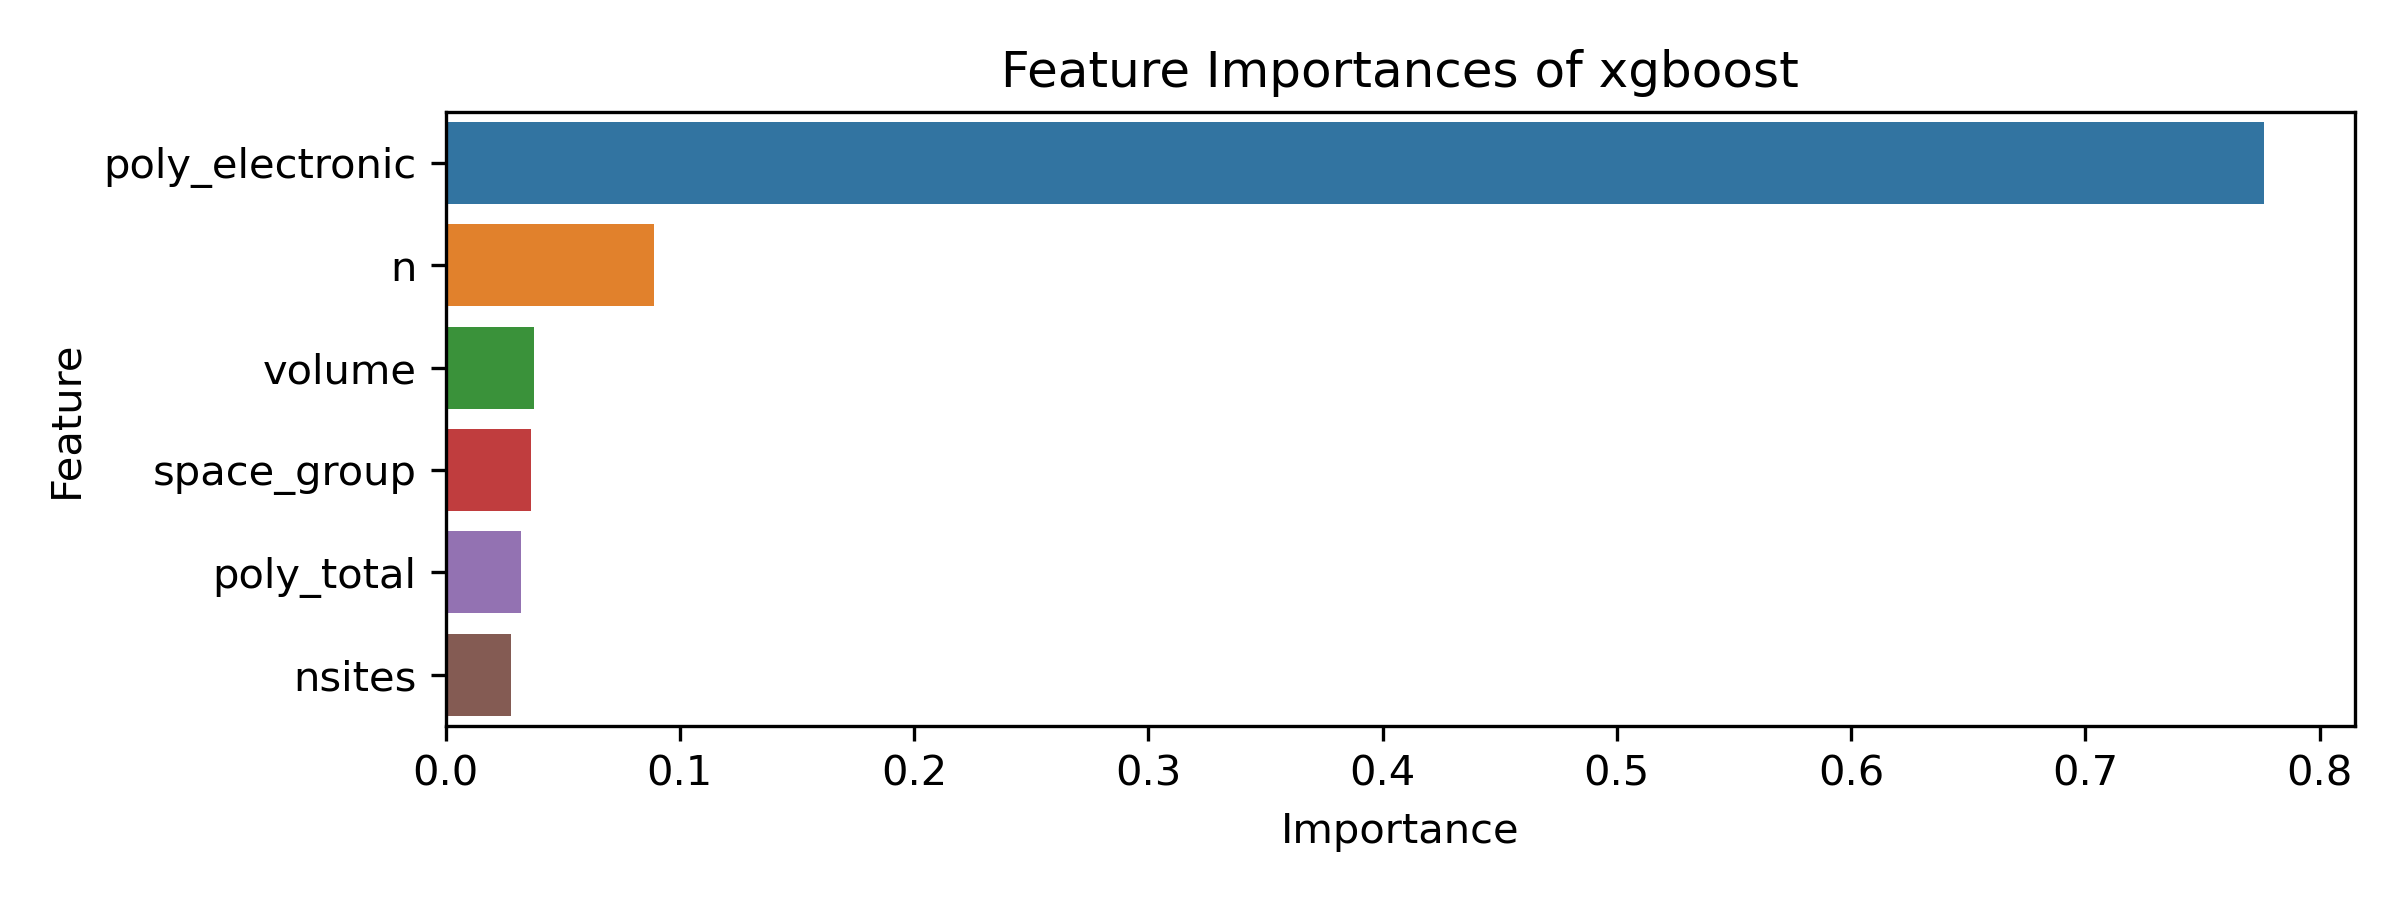 Feature Importances of xgboost
Feature
poly_electronic
n
volume
space_group
poly_total
nsites
0.0 0.1 0.2 0.3 0.4 0.5 0.6 0.7 0.8
Importance